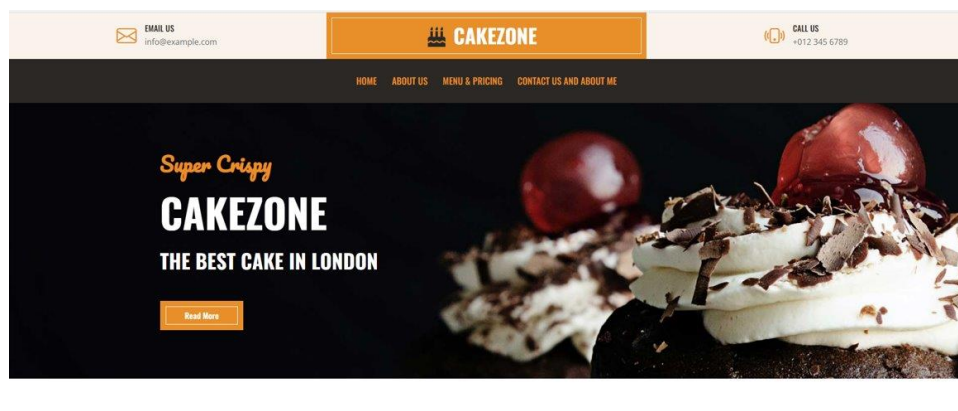 EMAIL US
info@example.com
CAKEZONE
CALL US
+012 345 6789
HOME ABOUT US MENU & PRICING CONTACT US AND ABOUT ME
Super Crispy
CAKEZONE
THE BEST CAKE IN LONDON
Read More